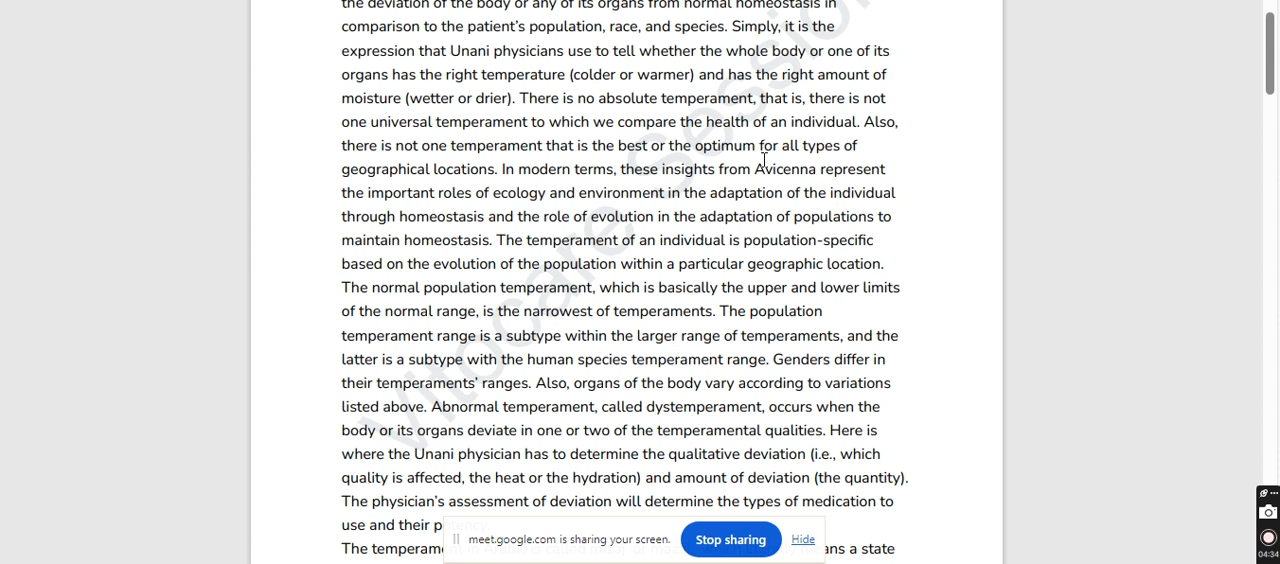 the deviation of the body or any of its organs from normal homeostasis in
comparison to the patient's population, race, and species. Simply, it is the
expression that Unani physicians use to tell whether the whole body or one of its
organs has the right temperature (colder or warmer) and has the right amount of
moisture (wetter or drier). There is no absolute temperament, that is, there is not
one universal temperament to which we compare the health of an individual. Also,
there is not one temperament that is the best or the optimum for all types of
geographical locations. In modern terms, these insights from Avicenna represent
the important roles of ecology and environment in the adaptation of the individual
through homeostasis and the role of evolution in the adaptation of populations to
maintain homeostasis. The temperament of an individual is population-specific
based on the evolution of the population within a particular geographic location.
The normal population temperament, which is basically the upper and lower limits
of the normal range, is the narrowest of temperaments. The population
temperament range is a subtype within the larger range of temperaments, and the
latter is a subtype with the human species temperament range. Genders differ in
their temperaments' ranges. Also, organs of the body vary according to variations
listed above. Abnormal temperament, called dystemperament, occurs when the
body or its organs deviate in one or two of the temperamental qualities. Here is
where the Unani physician has to determine the qualitative deviation (i.e., which
quality is affected, the heat or the hydration) and amount of deviation (the quantity).
The physician's assessment of deviation will determine the types of medication to
use and their potency.
The temperament in Arabic is called mizaj, or which means a state
Vitocare Session
meet.google.com is sharing your screen.
Stop sharing
Hide
04:34